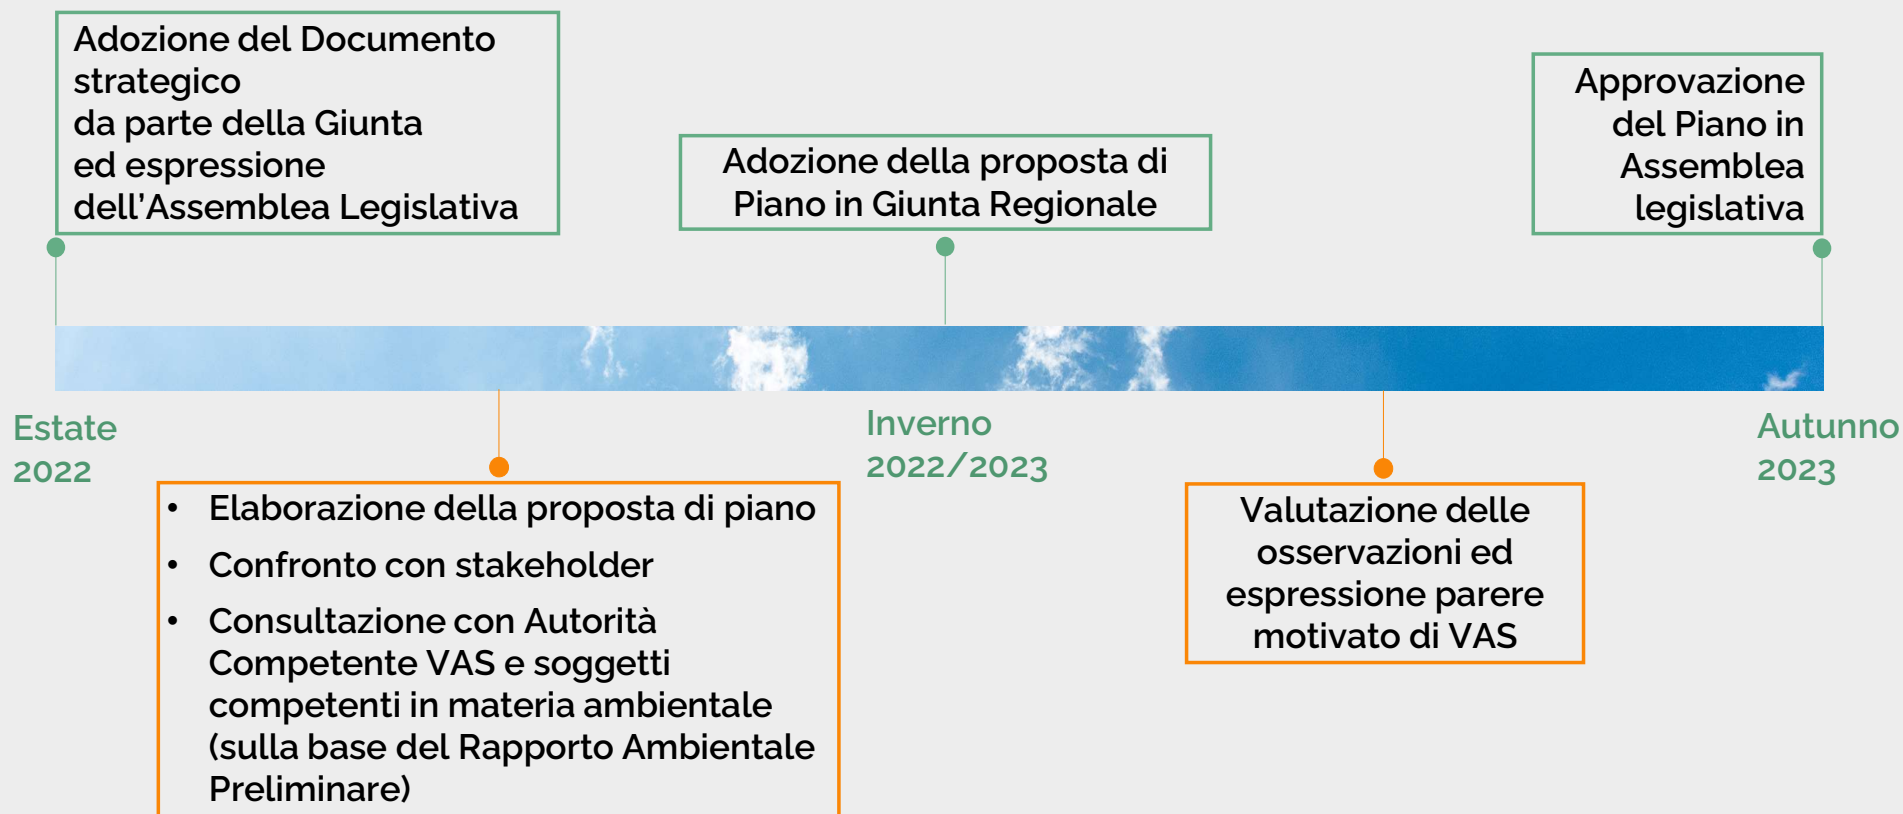 Adozione del Documento
strategico
da parte della Giunta
ed espressione
dell'Assemblea Legislativa
Adozione della proposta di
Piano in Giunta Regionale
Approvazione
del Piano in
Assemblea
legislativa
Estate
2022
Inverno
2022/2023
Autunno
2023
• Elaborazione della proposta di piano
• Confronto con stakeholder
• Consultazione con Autorità
Competente VAS e soggetti
competenti in materia ambientale
(sulla base del Rapporto Ambientale
Preliminare)
Valutazione delle
osservazioni ed
espressione parere
motivato di VAS